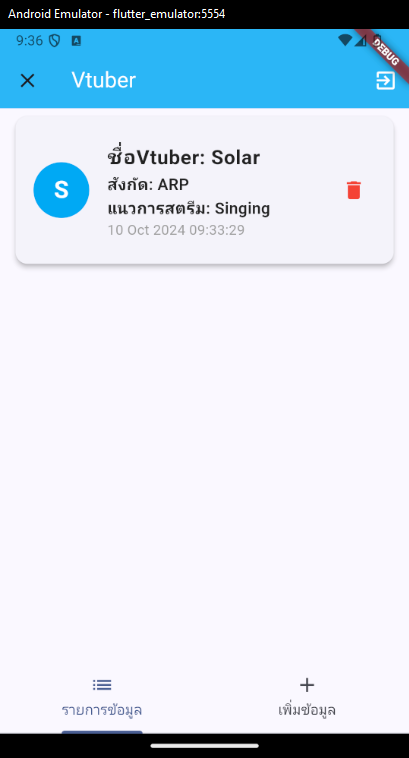 Android Emulator - flutter_emulator:5554
9:36
DEBUG
Vtuber
S
ชื่อVtuber: Solar
สังกัด: ARP
แนวการสตรีม: Singing
10 Oct 2024 09:33:29
รายการข้อมูล
เพิ่มข้อมูล